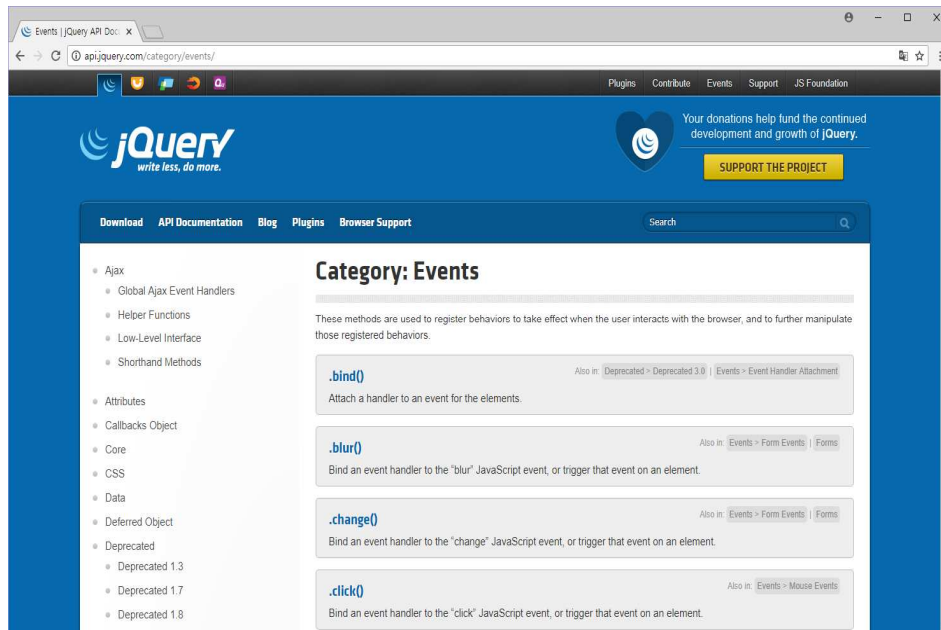 Events | jQuery API Doc
api.jquery.com/category/events/
Plugins Contribute Events Support JS Foundation
jQuery
write less, do more.
Your donations help fund the continued
development and growth of jQuery.
SUPPORT THE PROJECT
Download API Documentation Blog Plugins Browser Support
Search
Ajax
Global Ajax Event Handlers
Helper Functions
Low-Level Interface
Shorthand Methods
Attributes
Callbacks Object
Core
CSS
Data
Deferred Object
Deprecated
Deprecated 1.3
Deprecated 1.7
Deprecated 1.8
Category: Events
These methods are used to register behaviors to take effect when the user interacts with the browser, and to further manipulate
those registered behaviors.
.bind()
Also in: Deprecated > Deprecated 3.0 | Events > Event Handler Attachment
Attach a handler to an event for the elements.
.blur()
Also in: Events > Form Events | Forms
Bind an event handler to the “blur” JavaScript event, or trigger that event on an element.
.change()
Also in: Events > Form Events | Forms
Bind an event handler to the “change” JavaScript event, or trigger that event on an element.
.click()
Also in: Events > Mouse Events
Bind an event handler to the “click” JavaScript event, or trigger that event on an element.